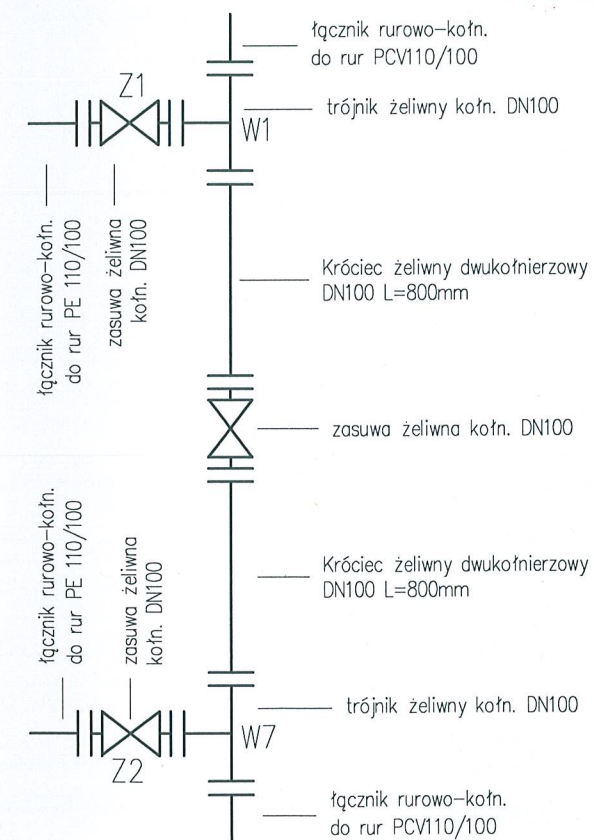 łącznik rurowo-kołn.
do rur PCV110/100
Z1
trójnik żeliwny kołn. DN100
W1
łącznik rurowo-kołn.
do rur PE 110/100
zasuwa żeliwna
kołn. DN100
Króciec żeliwny dwukołnierzowy
DN100 L=800mm
zasuwa żeliwna kołn. DN100
łącznik rurowo-kołn.
do rur PE 110/100
zasuwa żeliwna
kołn. DN100
Króciec żeliwny dwukołnierzowy
DN100 L=800mm
trójnik żeliwny kołn. DN100
W7
Z2
łącznik rurowo-kołn.
do rur PCV110/100